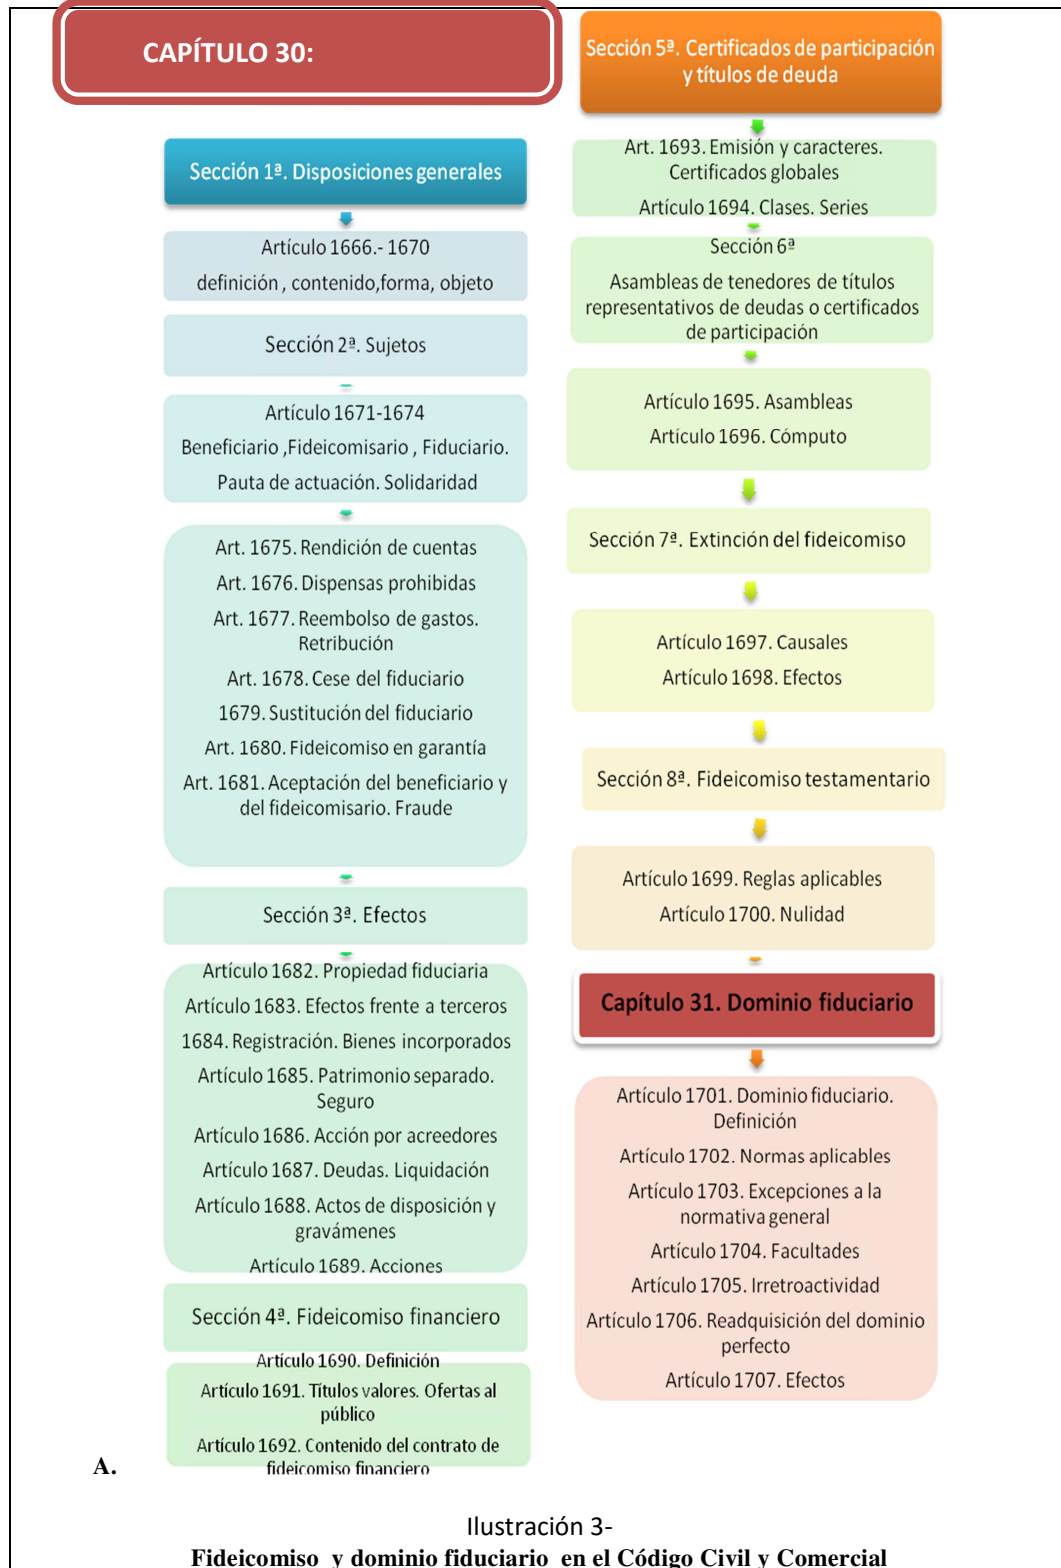 CAPÍTULO 30:
Sección 1ª. Disposiciones generales
Artículo 1666.- 1670
definición , contenido,forma, objeto
Sección 2ª. Sujetos
Artículo 1671-1674
Beneficiario ,Fideicomisario , Fiduciario.
Pauta de actuación. Solidaridad
Art. 1675. Rendición de cuentas
Art. 1676. Dispensas prohibidas
Art. 1677. Reembolso de gastos.
Retribución
Art. 1678. Cese del fiduciario
1679. Sustitución del fiduciario
Art. 1680. Fideicomiso en garantía
Art. 1681. Aceptación del beneficiario y
del fideicomisario. Fraude
Sección 3ª. Efectos
Artículo 1682. Propiedad fiduciaria
Artículo 1683. Efectos frente a terceros
1684. Registración. Bienes incorporados
Artículo 1685. Patrimonio separado.
Seguro
Artículo 1686. Acción por acreedores
Artículo 1687. Deudas. Liquidación
Artículo 1688. Actos de disposición y
gravámenes
Artículo 1689. Acciones
Sección 4ª. Fideicomiso financiero
Artículo 1690. Definición
Artículo 1691. Títulos valores. Ofertas al
público
Artículo 1692. Contenido del contrato de
fideicomiso financiero
Sección 5ª. Certificados de participación
y títulos de deuda
Art. 1693. Emisión y caracteres.
Certificados globales
Artículo 1694. Clases. Series
Sección 6ª
Asambleas de tenedores de títulos
representativos de deudas o certificados
de participación
Artículo 1695. Asambleas
Artículo 1696. Cómputo
Sección 7ª. Extinción del fideicomiso
Artículo 1697. Causales
Artículo 1698. Efectos
Sección 8ª. Fideicomiso testamentario
Artículo 1699. Reglas aplicables
Artículo 1700. Nulidad
Capítulo 31. Dominio fiduciario
Artículo 1701. Dominio fiduciario.
Definición
Artículo 1702. Normas aplicables
Artículo 1703. Excepciones a la
normativa general
Artículo 1704. Facultades
Artículo 1705. Irretroactividad
Artículo 1706. Readquisición del dominio
perfecto
Artículo 1707. Efectos
A.
Ilustración 3-
Fideicomiso y dominio fiduciario en el Código Civil y Comercial